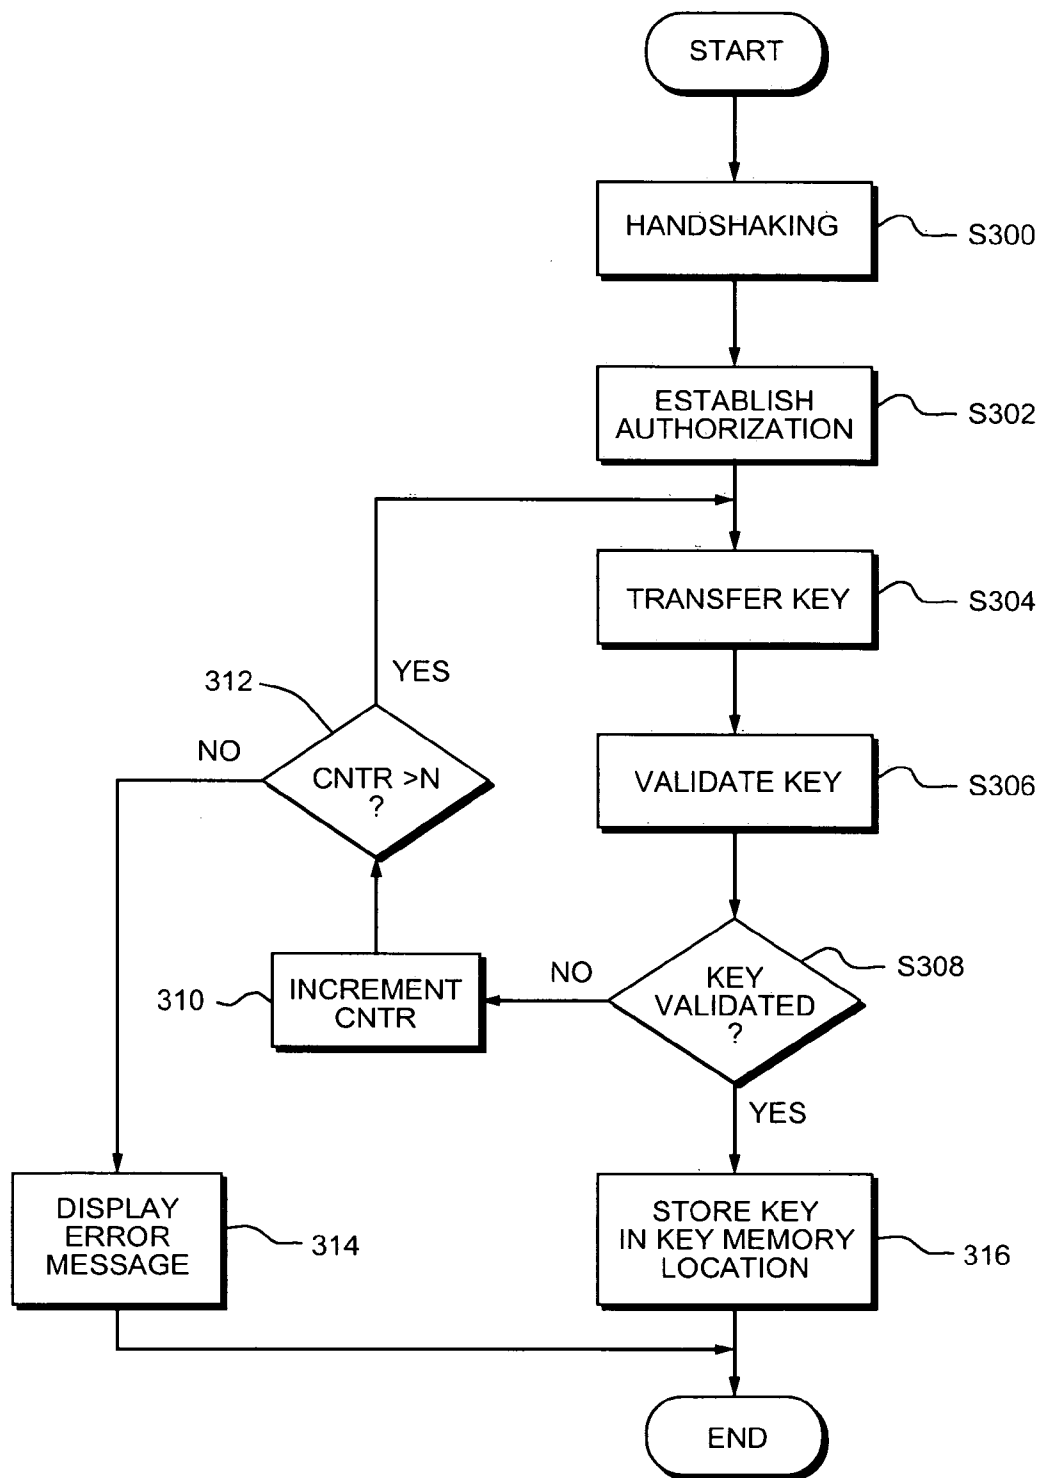 START
HANDSHAKING
S300
ESTABLISH
AUTHORIZATION
S302
TRANSFER KEY
S304
YES
312
NO
CNTR >N
?
VALIDATE KEY
S306
KEY
VALIDATED
?
S308
NO
INCREMENT
CNTR
310
YES
DISPLAY
ERROR
MESSAGE
314
STORE KEY
IN KEY MEMORY
LOCATION
316
END